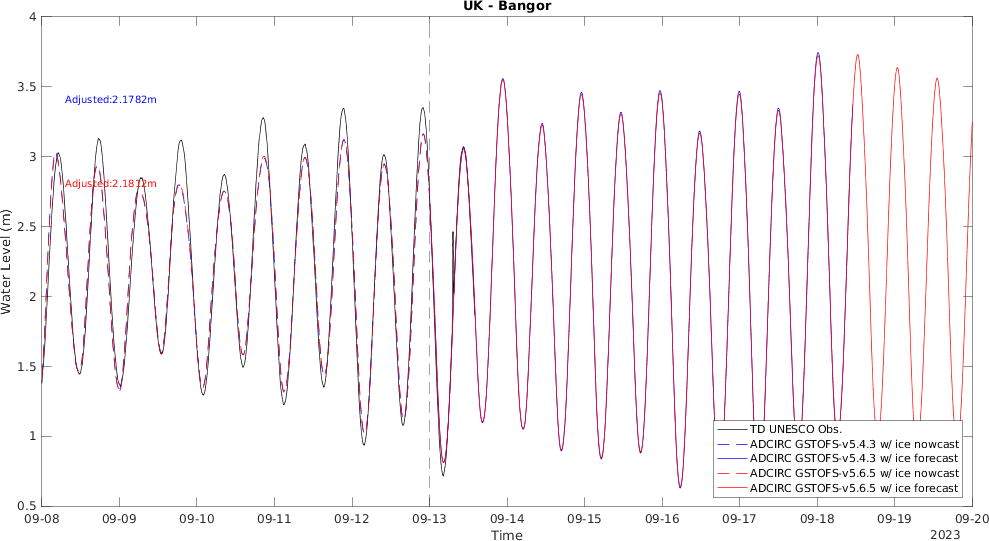 UK - Bangor
Water Level (m)
4
3.5
3
2.5
2
1.5
1
0.5
Adjusted:2.1782m
Adjusted:2.1812m
TD UNESCO Obs.
ADCIRC GSTOFS-v5.4.3 w/ ice nowcast
ADCIRC GSTOFS-v5.4.3 w/ ice forecast
ADCIRC GSTOFS-v5.6.5 w/ ice nowcast
ADCIRC GSTOFS-v5.6.5 w/ ice forecast
09-08 09-09 09-10 09-11 09-12 09-13 09-14 09-15 09-16 09-17 09-18 09-19 09-20
Time
2023